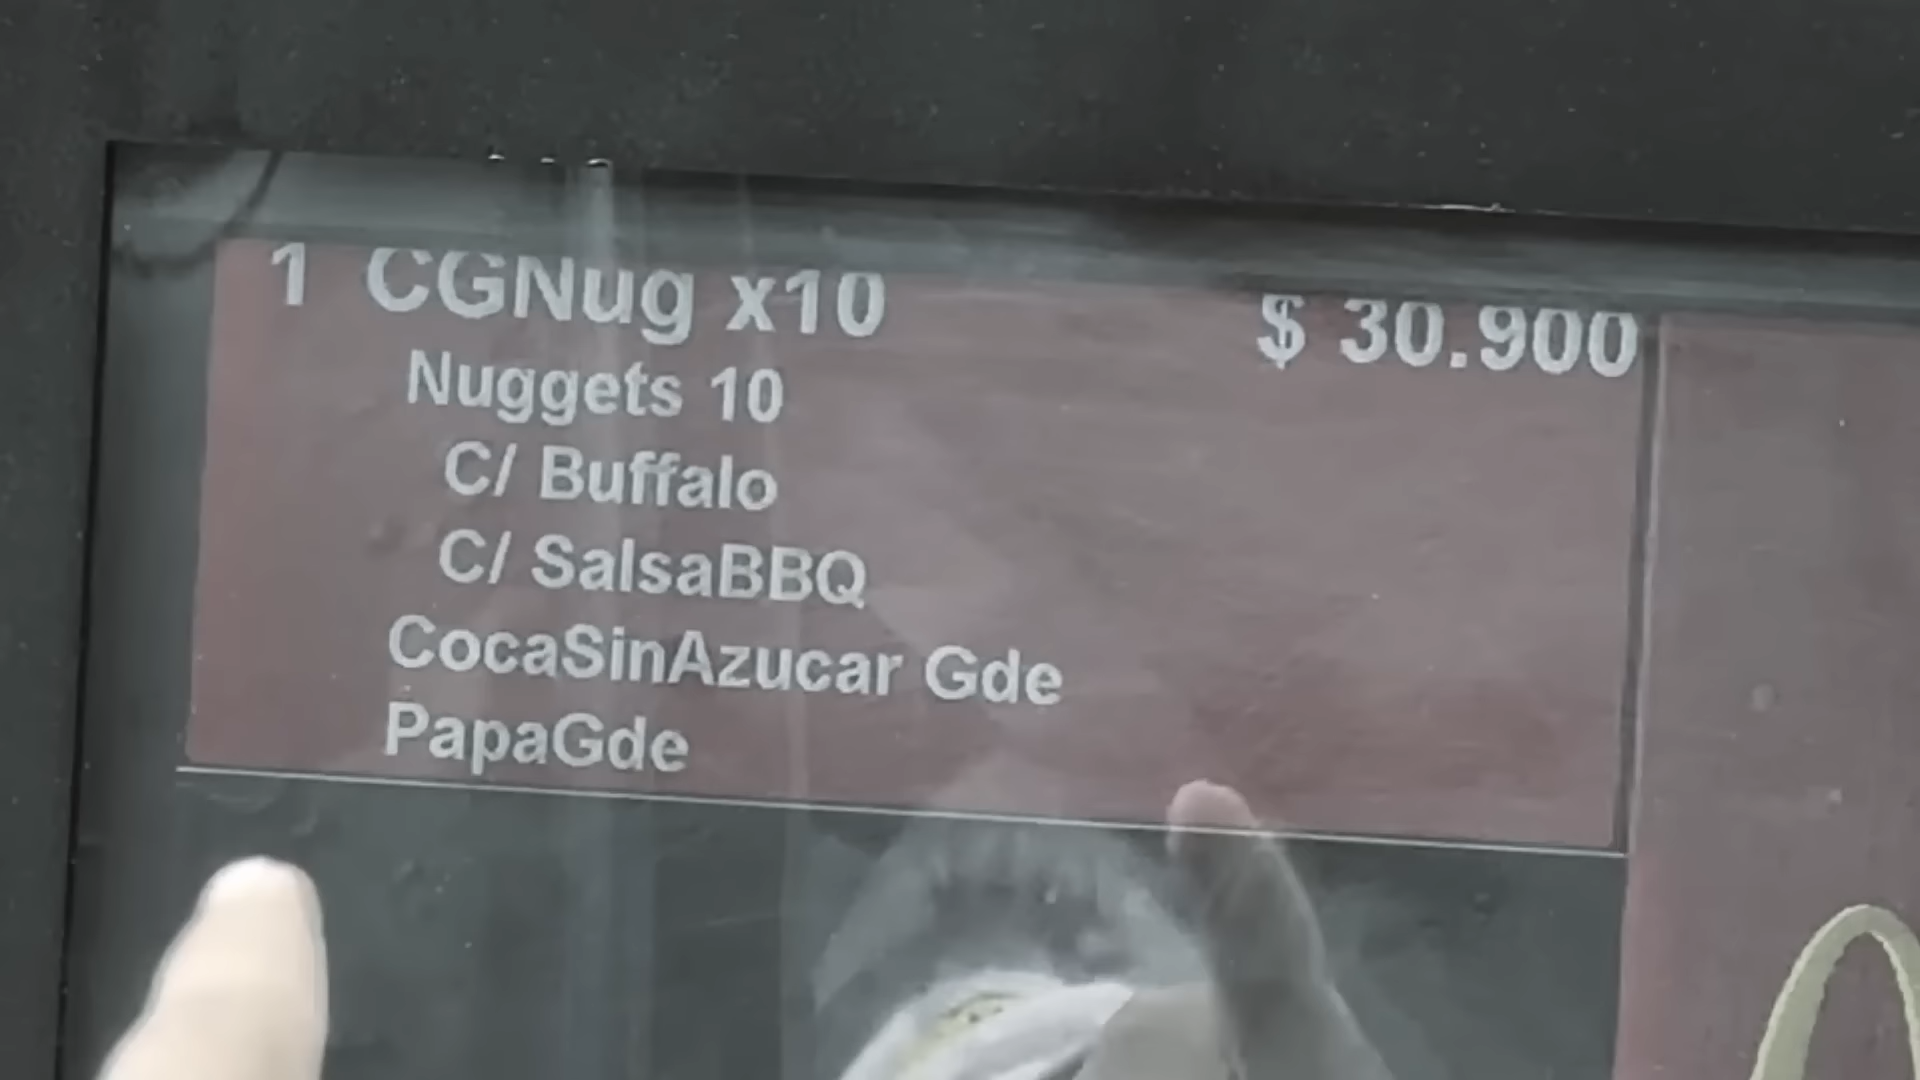 1 CGNug x10 $ 30.900
Nuggets 10
C/ Buffalo
C/ SalsaBBQ
CocaSinAzucar Gde
PapaGde